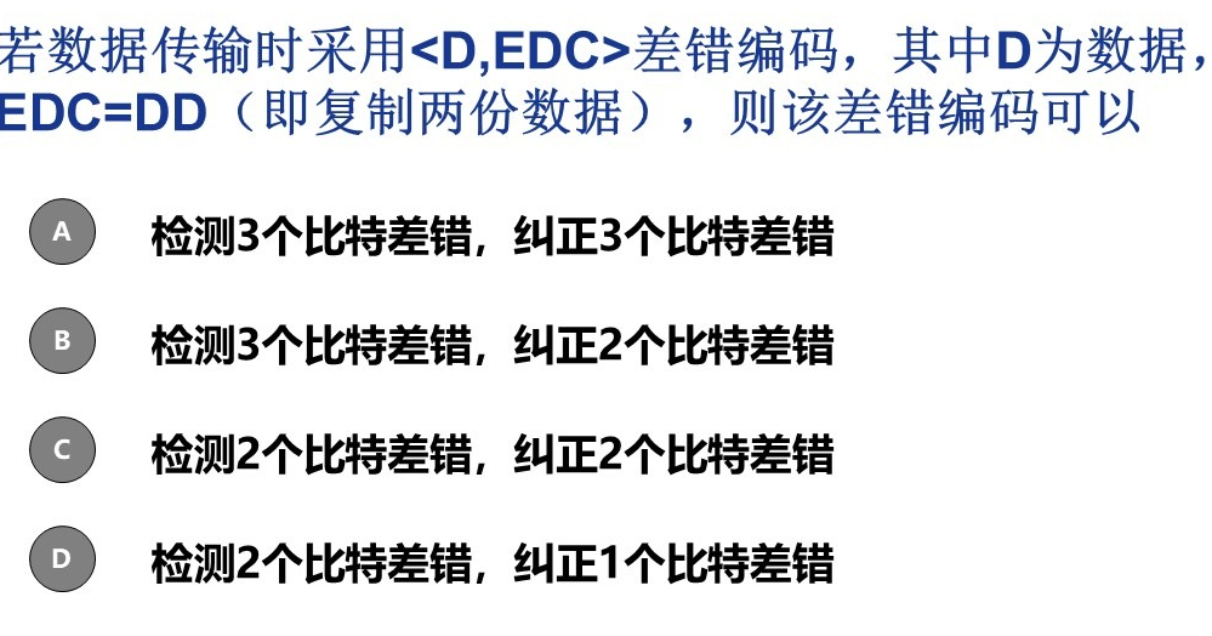 若数据传输时采用<D,EDC>差错编码，其中D为数据，
EDC=DD（即复制两份数据），则该差错编码可以
A 检测3个比特差错，纠正3个比特差错
B 检测3个比特差错，纠正2个比特差错
C 检测2个比特差错，纠正2个比特差错
D 检测2个比特差错，纠正1个比特差错